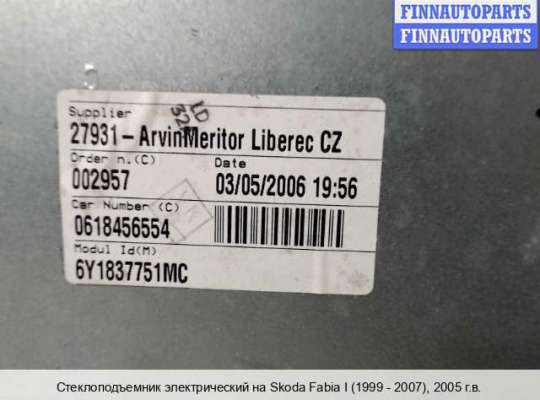 FINNAUTOPARTS
FINNAUTOPARTS
Supplier
27931-ArvinMeritor Liberec CZ
Order n.(C) Date
002957 03/05/2006 19:56
Car Number (C)
0618456554
Modul Id(M)
6Y1837751MC
Стеклоподъемник электрический на Skoda Fabia I (1999 - 2007), 2005 г.в.